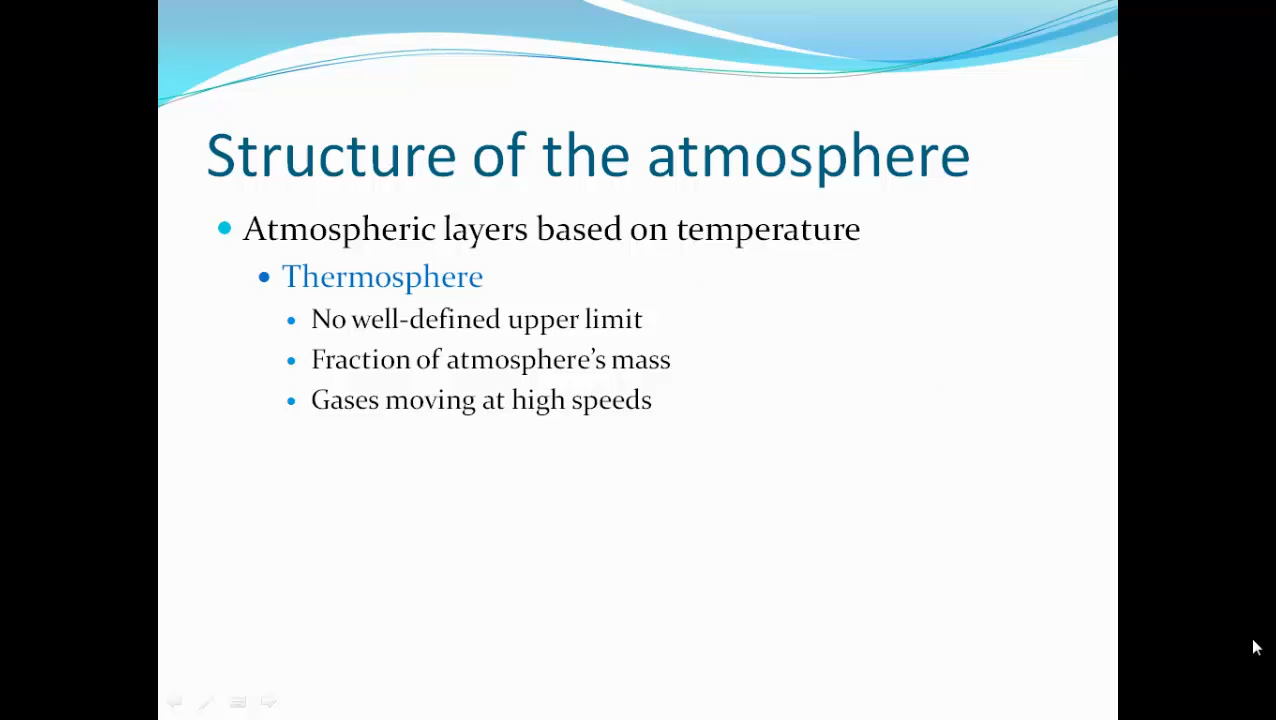 Structure of the atmosphere
Atmospheric layers based on temperature
Thermosphere
No well-defined upper limit
Fraction of atmosphere’s mass
Gases moving at high speeds